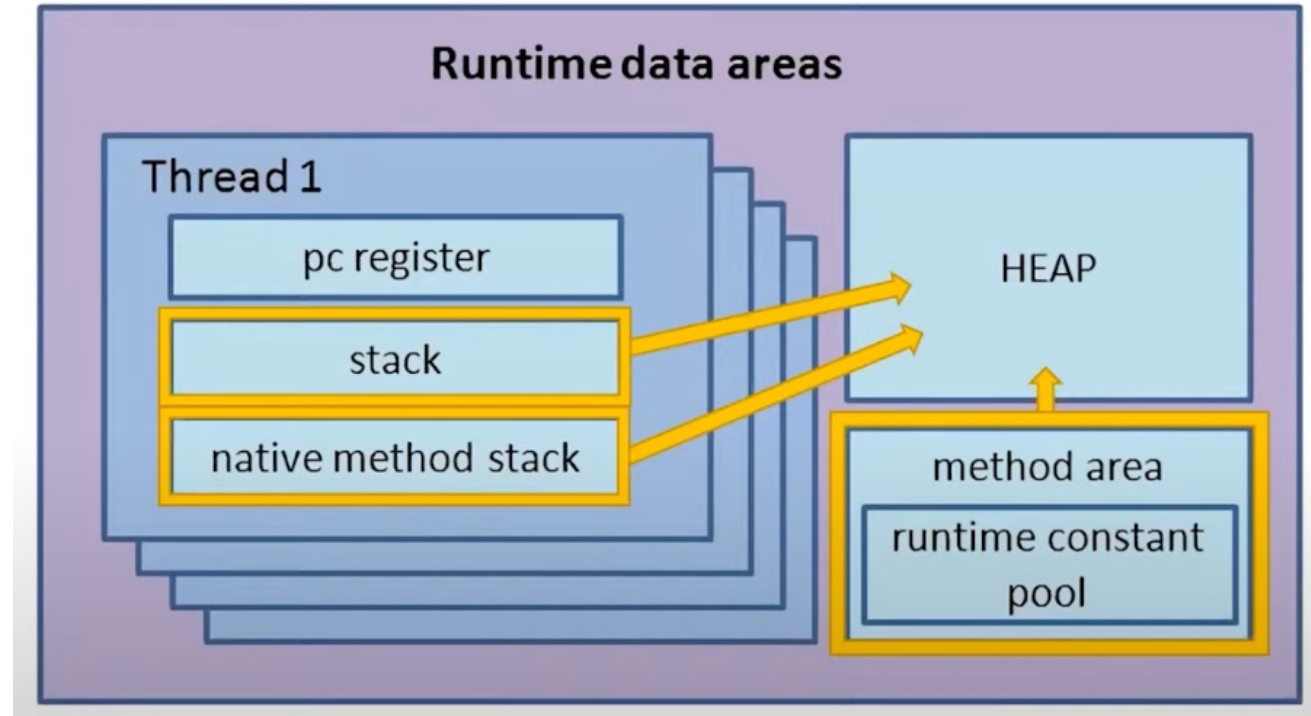 Runtime data areas
Thread 1
pc register
stack
native method stack
HEAP
method area
runtime constant
pool